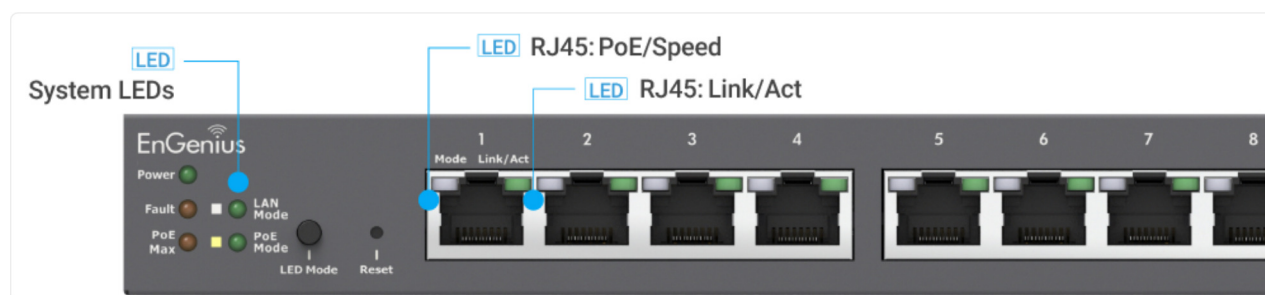 LED RJ45: PoE/Speed
LED
System LEDs
LED RJ45: Link/Act
EnGenius
1 2 3 4 5 6 7 8
Mode Link/Act
Power
Fault
LAN Mode
PoE Max
PoE Mode
LED Mode
Reset